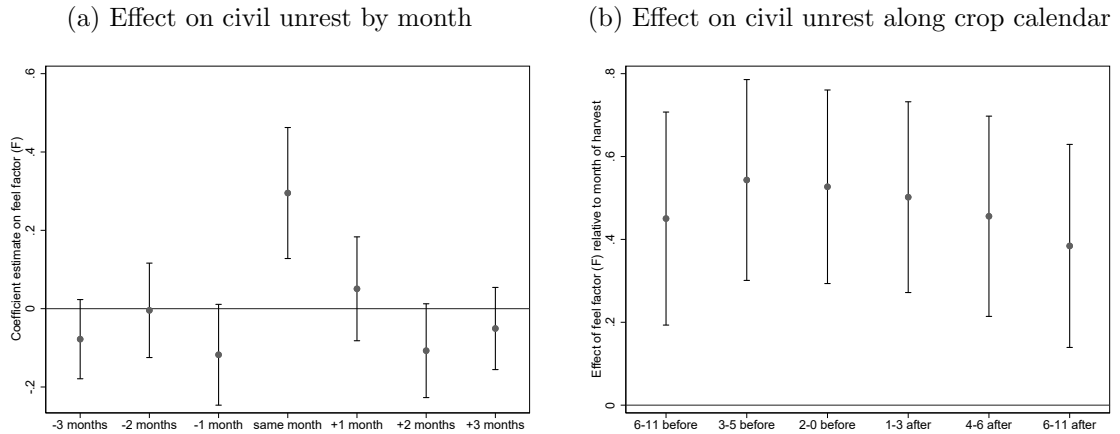 (a) Effect on civil unrest by month
Coefficient estimate on feel factor (F)
.6
.4
.2
0
-.2
-3 months -2 months -1 month same month +1 month +2 months +3 months
(b) Effect on civil unrest along crop calendar
Effect of feel factor (F) relative to month of harvest
.8
.6
.4
.2
0
6-11 before 3-5 before 2-0 before 1-3 after 4-6 after 6-11 after